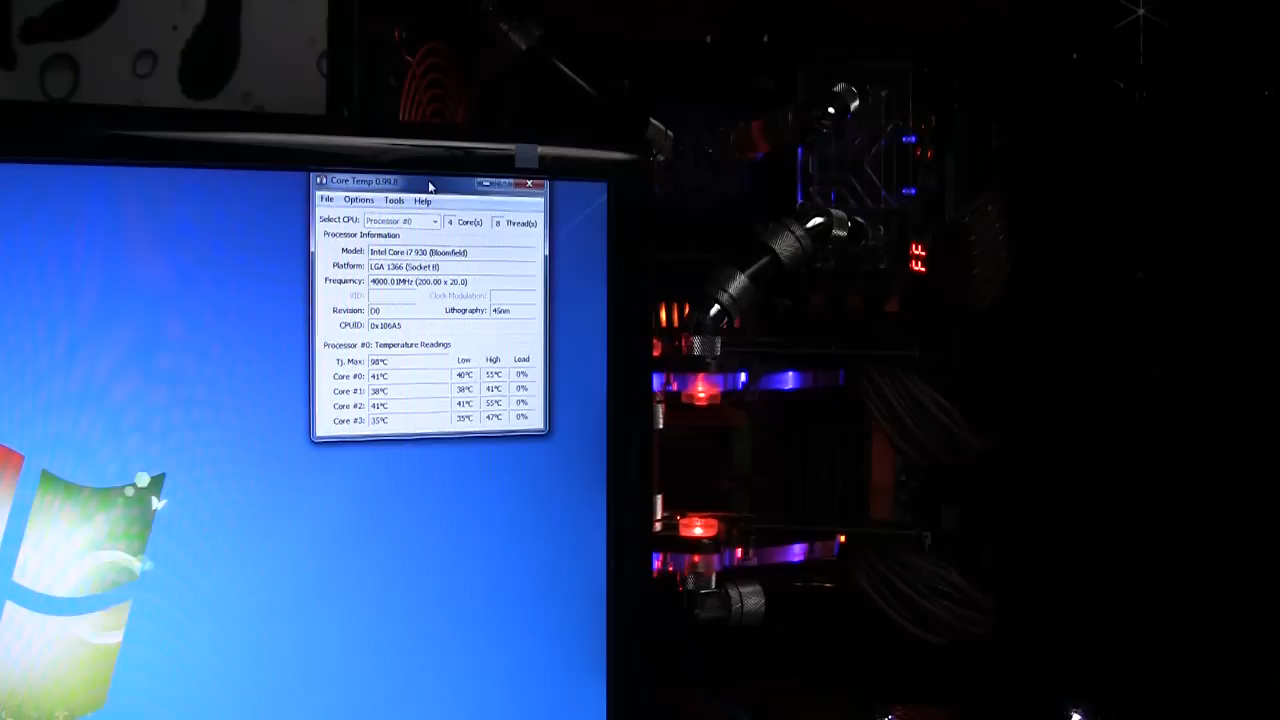 Core Temp 0.99.8
File Options Tools Help
Select CPU: Processor #0 4 Core(s) 8 Thread(s)
Processor Information
Model: Intel Core i7 930 (Bloomfield)
Platform: LGA 1366 (Socket B)
Frequency: 4000.01MHz (200.00 x 20.0)
VID: Clock Modulation:
Revision: D0 Lithography: 45nm
CPUID: 0x106A5
Processor #0: Temperature Readings
Tj. Max: 98°C Low High Load
Core #0: 41°C 40°C 55°C 0%
Core #1: 38°C 38°C 41°C 0%
Core #2: 41°C 41°C 55°C 0%
Core #3: 35°C 35°C 47°C 0%
FF